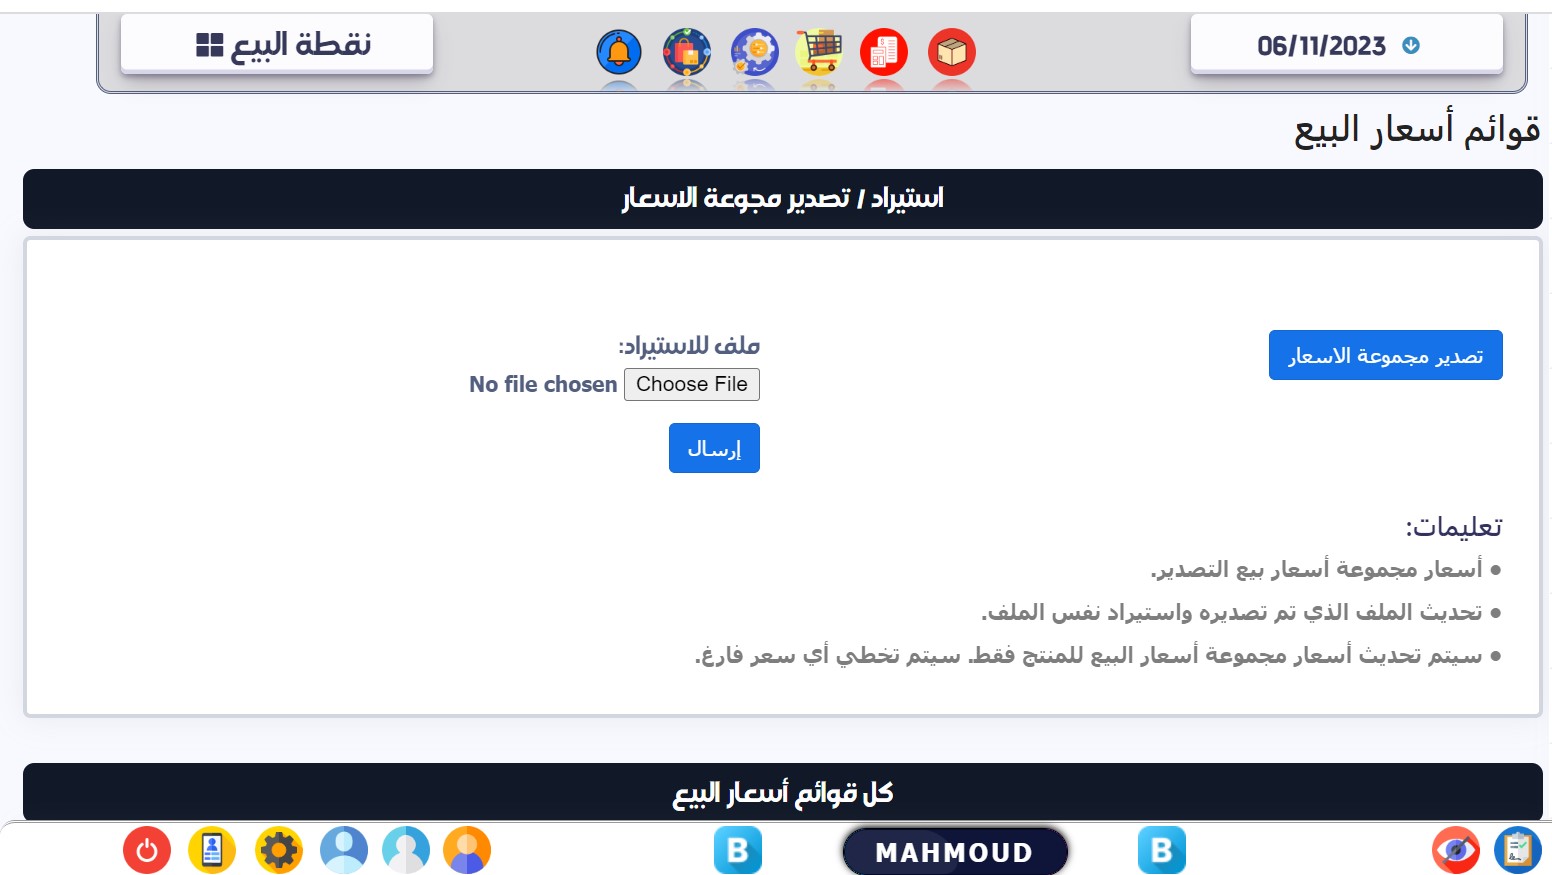 06/11/2023
نقطة البيع
قوائم أسعار البيع
استيراد / تصدير مجوعة الاسعار
تصدير مجموعة الاسعار
ملف للاستيراد:
Choose File No file chosen
إرسال
تعليمات:
• أسعار مجموعة أسعار بيع التصدير.
• تحديث الملف الذي تم تصديره واستيراد نفس الملف.
• سيتم تحديث أسعار مجموعة أسعار البيع للمنتج فقط. سيتم تخطي أي سعر فارغ.
كل قوائم أسعار البيع
B
MAHMOUD
B